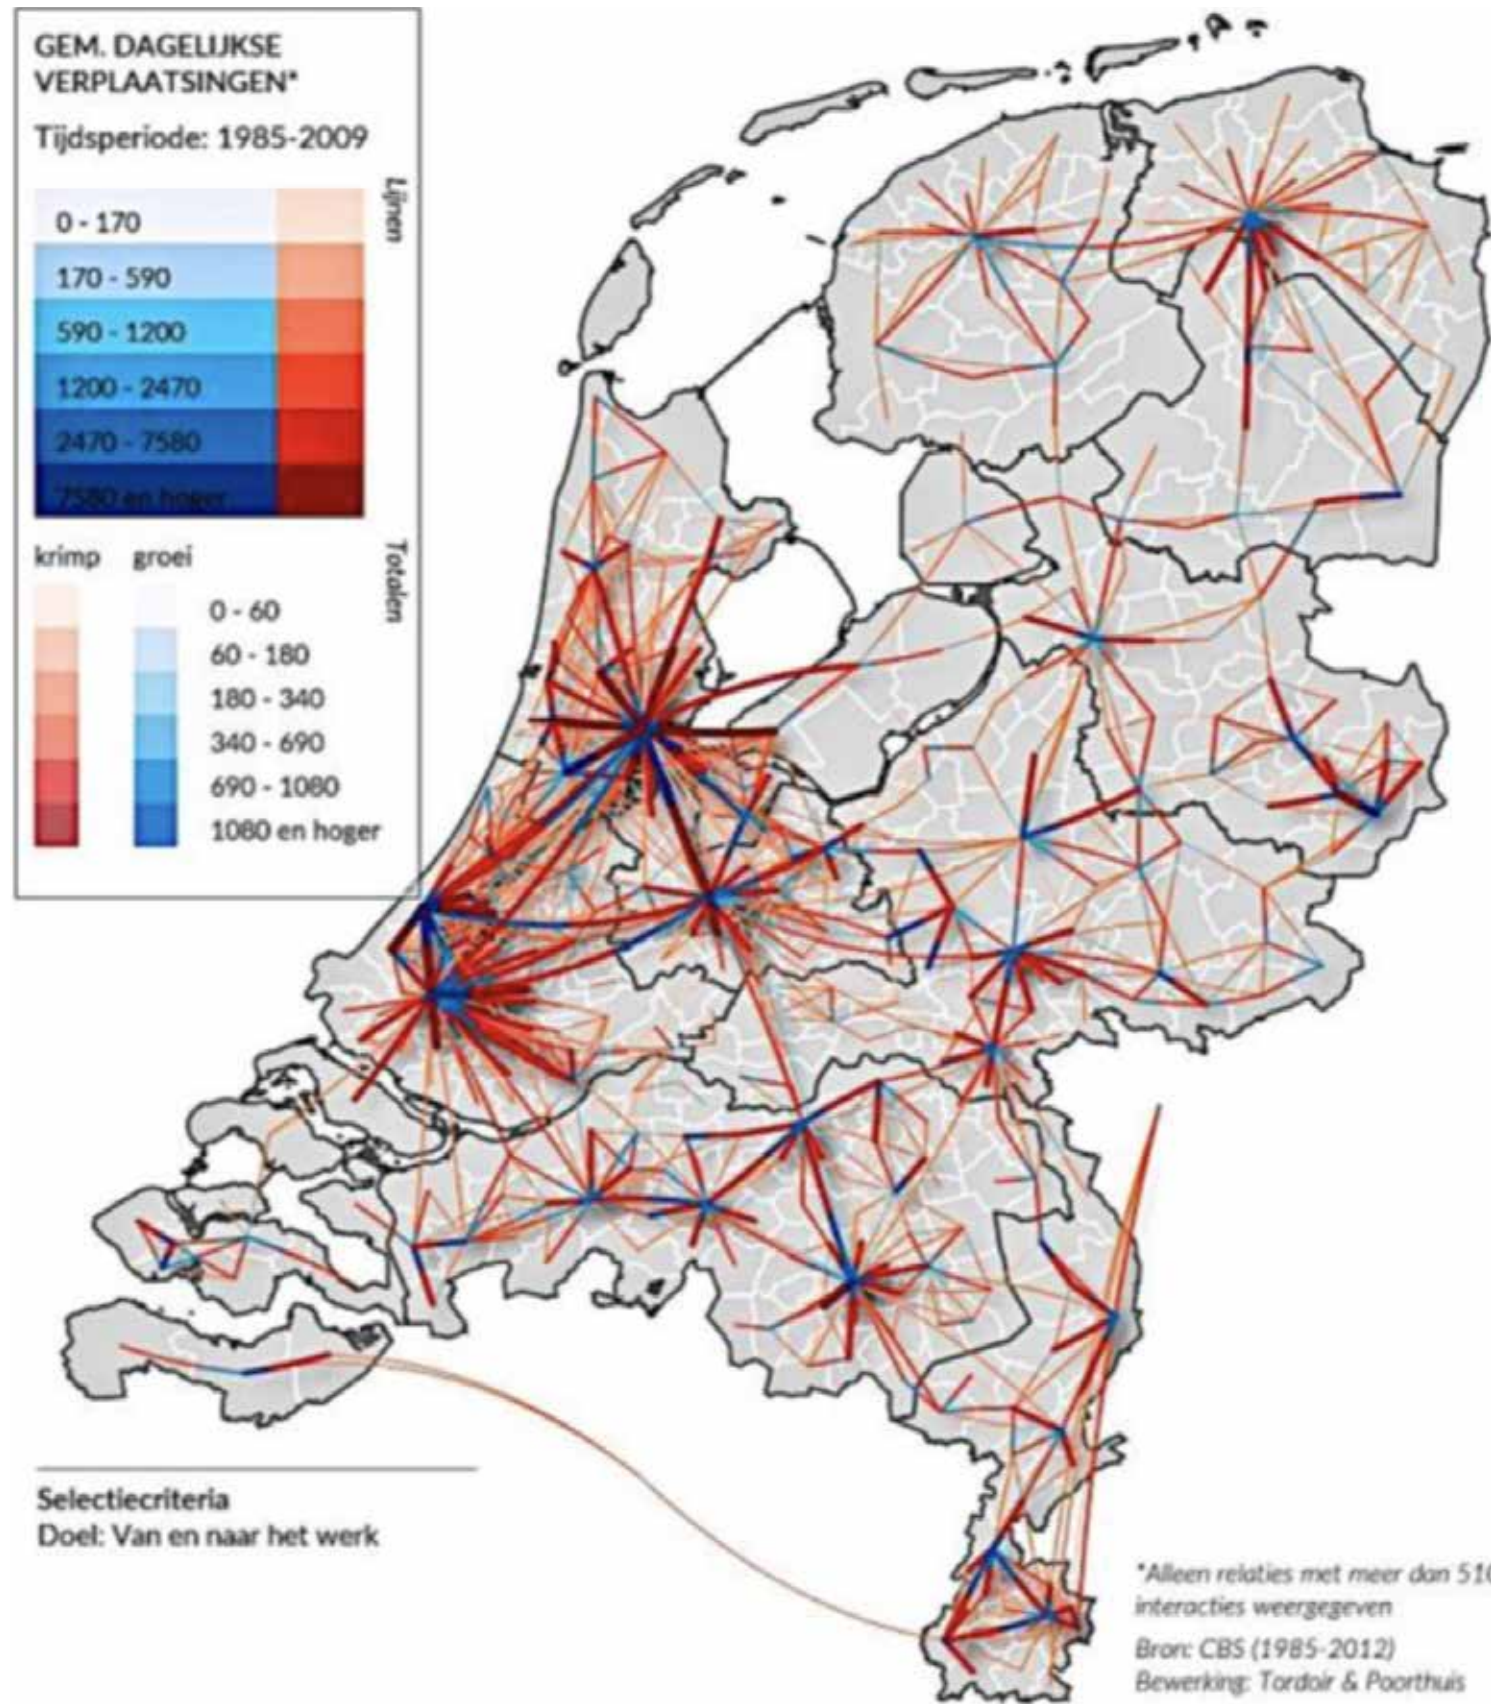 GEM. DAGELIJKSE
VERPLAATSINGEN*
Tijdsperiode: 1985-2009
Lijnen
0 - 170
170 - 590
590 - 1200
1200 - 2470
2470 - 7580
7580 en hoger
Totalen
krimp groei
0 - 60
60 - 180
180 - 340
340 - 690
690 - 1080
1080 en hoger
Selectiecriteria
Doel: Van en naar het werk
*Alleen relaties met meer dan 510
interacties weergegeven
Bron: CBS (1985-2012)
Bewerking: Tordoir & Poorthuis